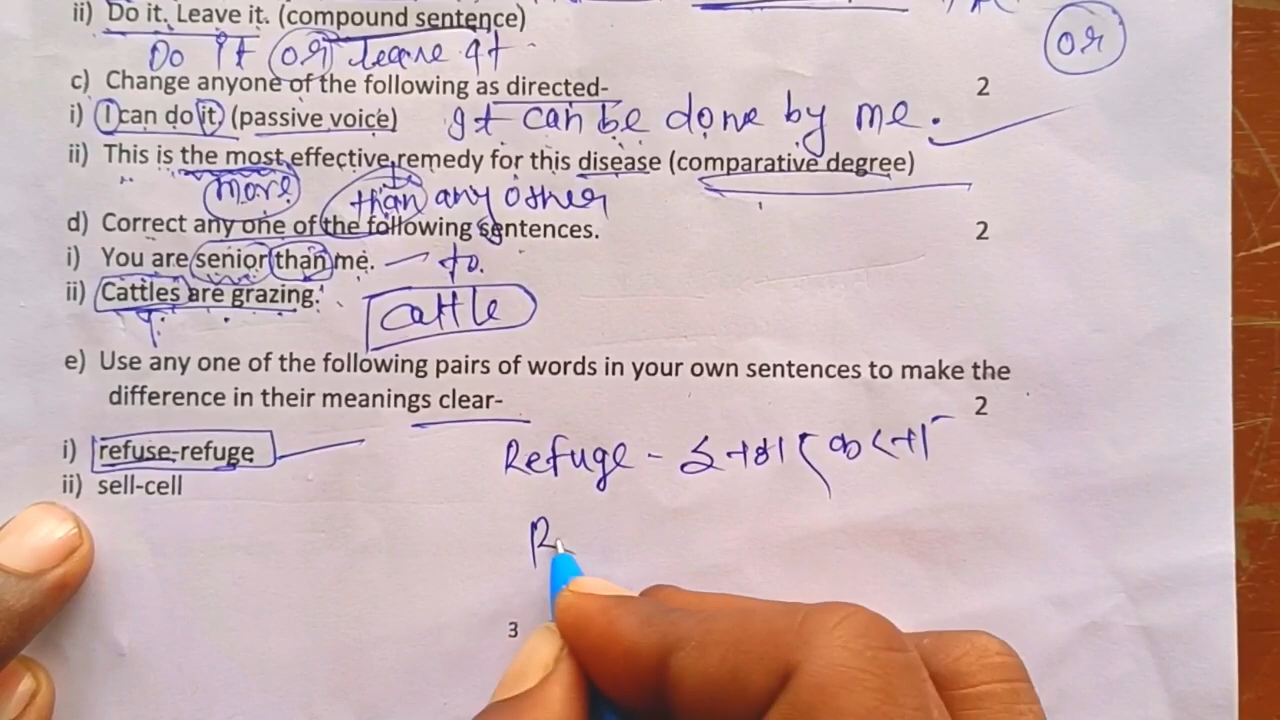 ii) Do it. Leave it. (compound sentence)
Do it or leave it
or
c) Change anyone of the following as directed-
2
i) I can do it. (passive voice) It can be done by me.
ii) This is the most effective remedy for this disease (comparative degree)
more than any other
d) Correct any one of the following sentences.
2
i) You are senior than me. — to.
ii) Cattles are grazing. Cattle
e) Use any one of the following pairs of words in your own sentences to make the
difference in their meanings clear-
2
i) refuse-refuge Refuge -
ii) sell-cell
R
3